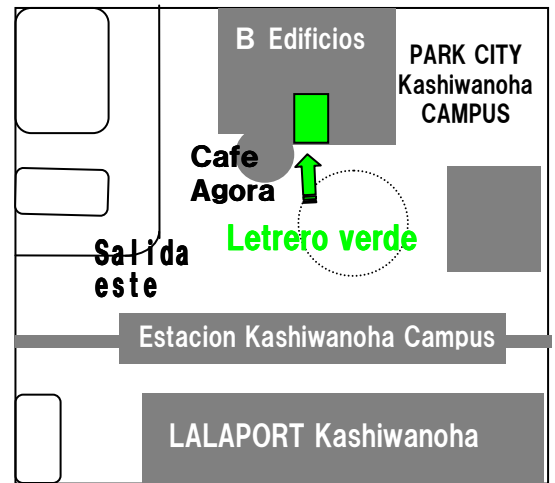 B Edificios
PARK CITY
Kashiwanoha
CAMPUS
Cafe
Agora
Letrero verde
Salida
este
Estacion Kashiwanoha Campus
LALAPORT Kashiwanoha